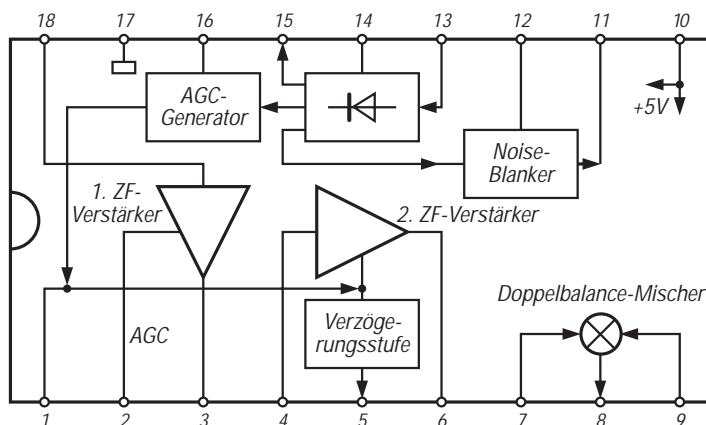 18 17 16 15 14 13 12 11 10
AGC-
Generator
+5V
Noise-
Blanker
1. ZF-
Verstärker
2. ZF-Verstärker
Doppelbalance-Mischer
AGC
Verzöge-
rungsstufe
1 2 3 4 5 6 7 8 9